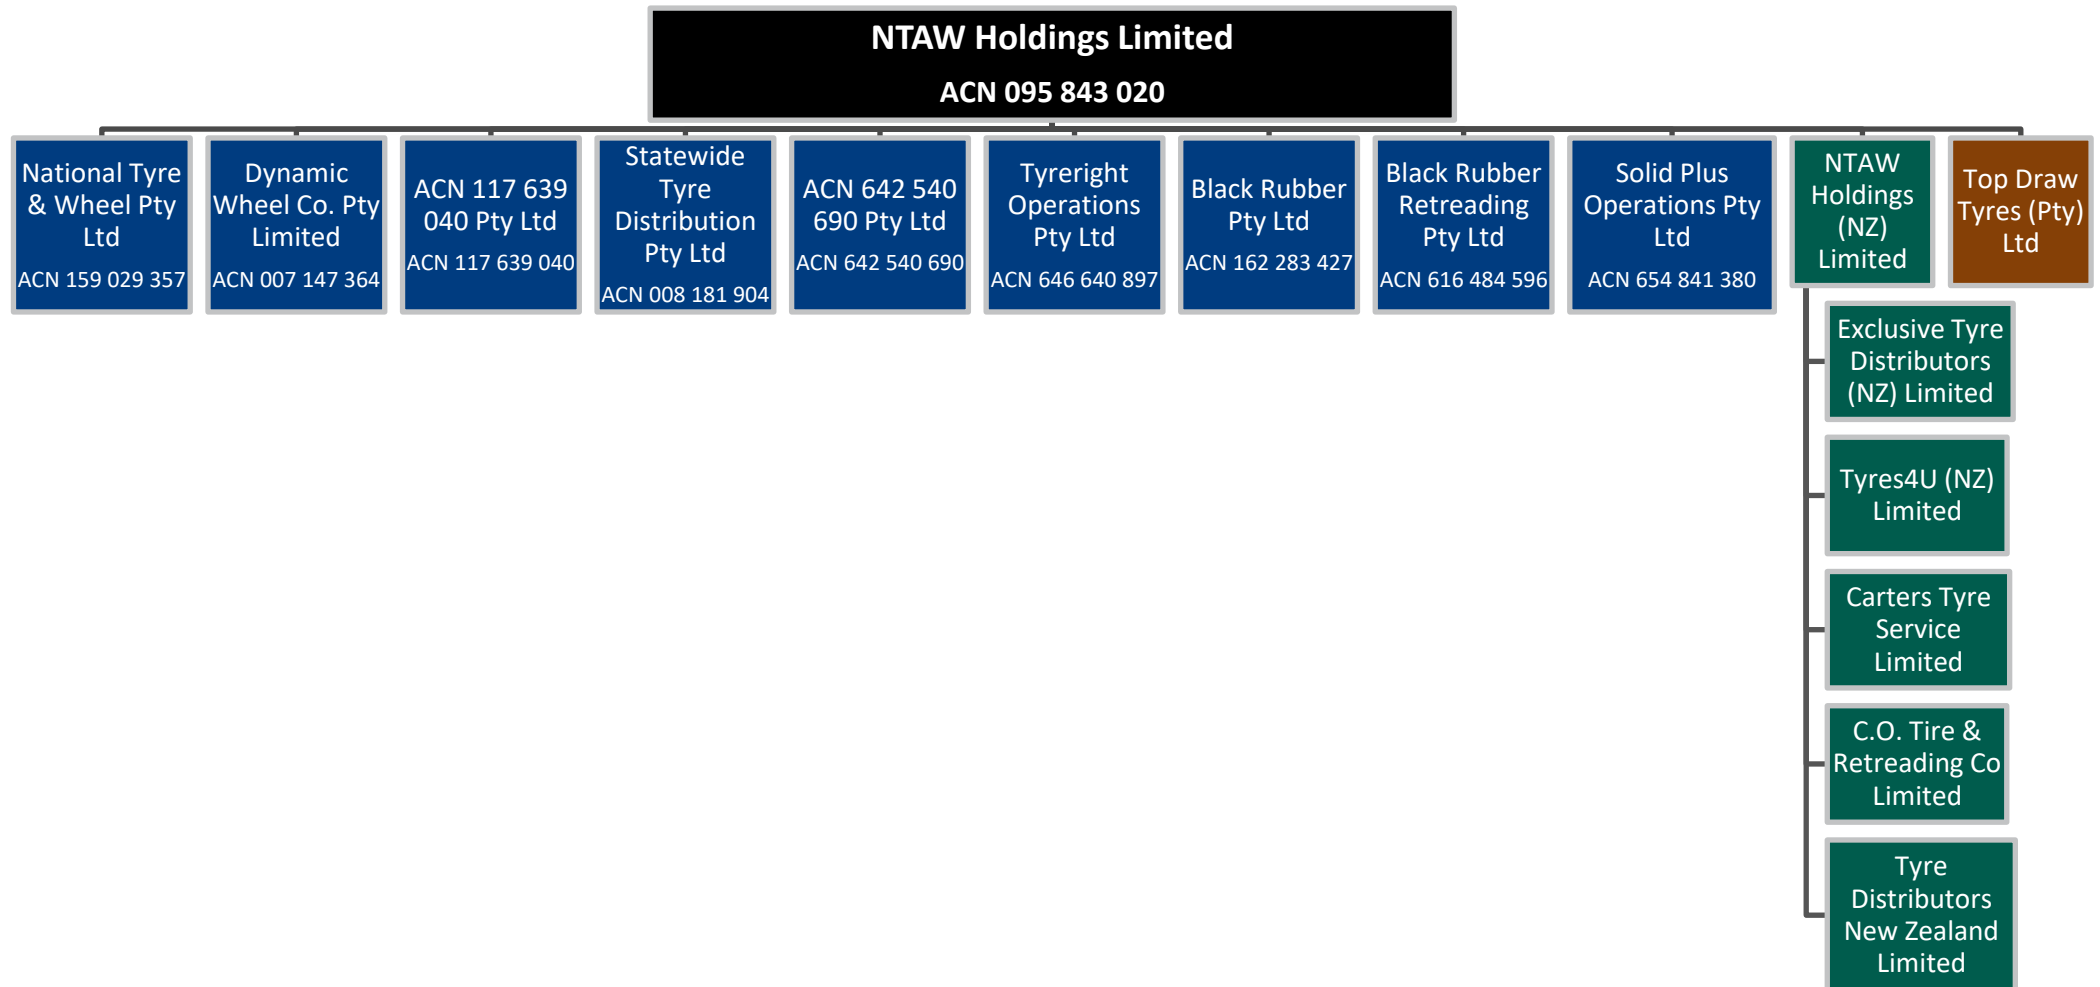 NTAW Holdings Limited
ACN 095 843 020
National Tyre
& Wheel Pty
Ltd
ACN 159 029 357
Dynamic
Wheel Co. Pty
Limited
ACN 007 147 364
ACN 117 639
040 Pty Ltd
ACN 117 639 040
Statewide
Tyre
Distribution
Pty Ltd
ACN 008 181 904
ACN 642 540
690 Pty Ltd
ACN 642 540 690
Tyreright
Operations
Pty Ltd
ACN 646 640 897
Black Rubber
Pty Ltd
ACN 162 283 427
Black Rubber
Retreading
Pty Ltd
ACN 616 484 596
Solid Plus
Operations Pty
Ltd
ACN 654 841 380
NTAW
Holdings
(NZ)
Limited
Top Draw
Tyres (Pty)
Ltd
Exclusive Tyre
Distributors
(NZ) Limited
Tyres4U (NZ)
Limited
Carters Tyre
Service
Limited
C.O. Tire &
Retreading Co
Limited
Tyre
Distributors
New Zealand
Limited